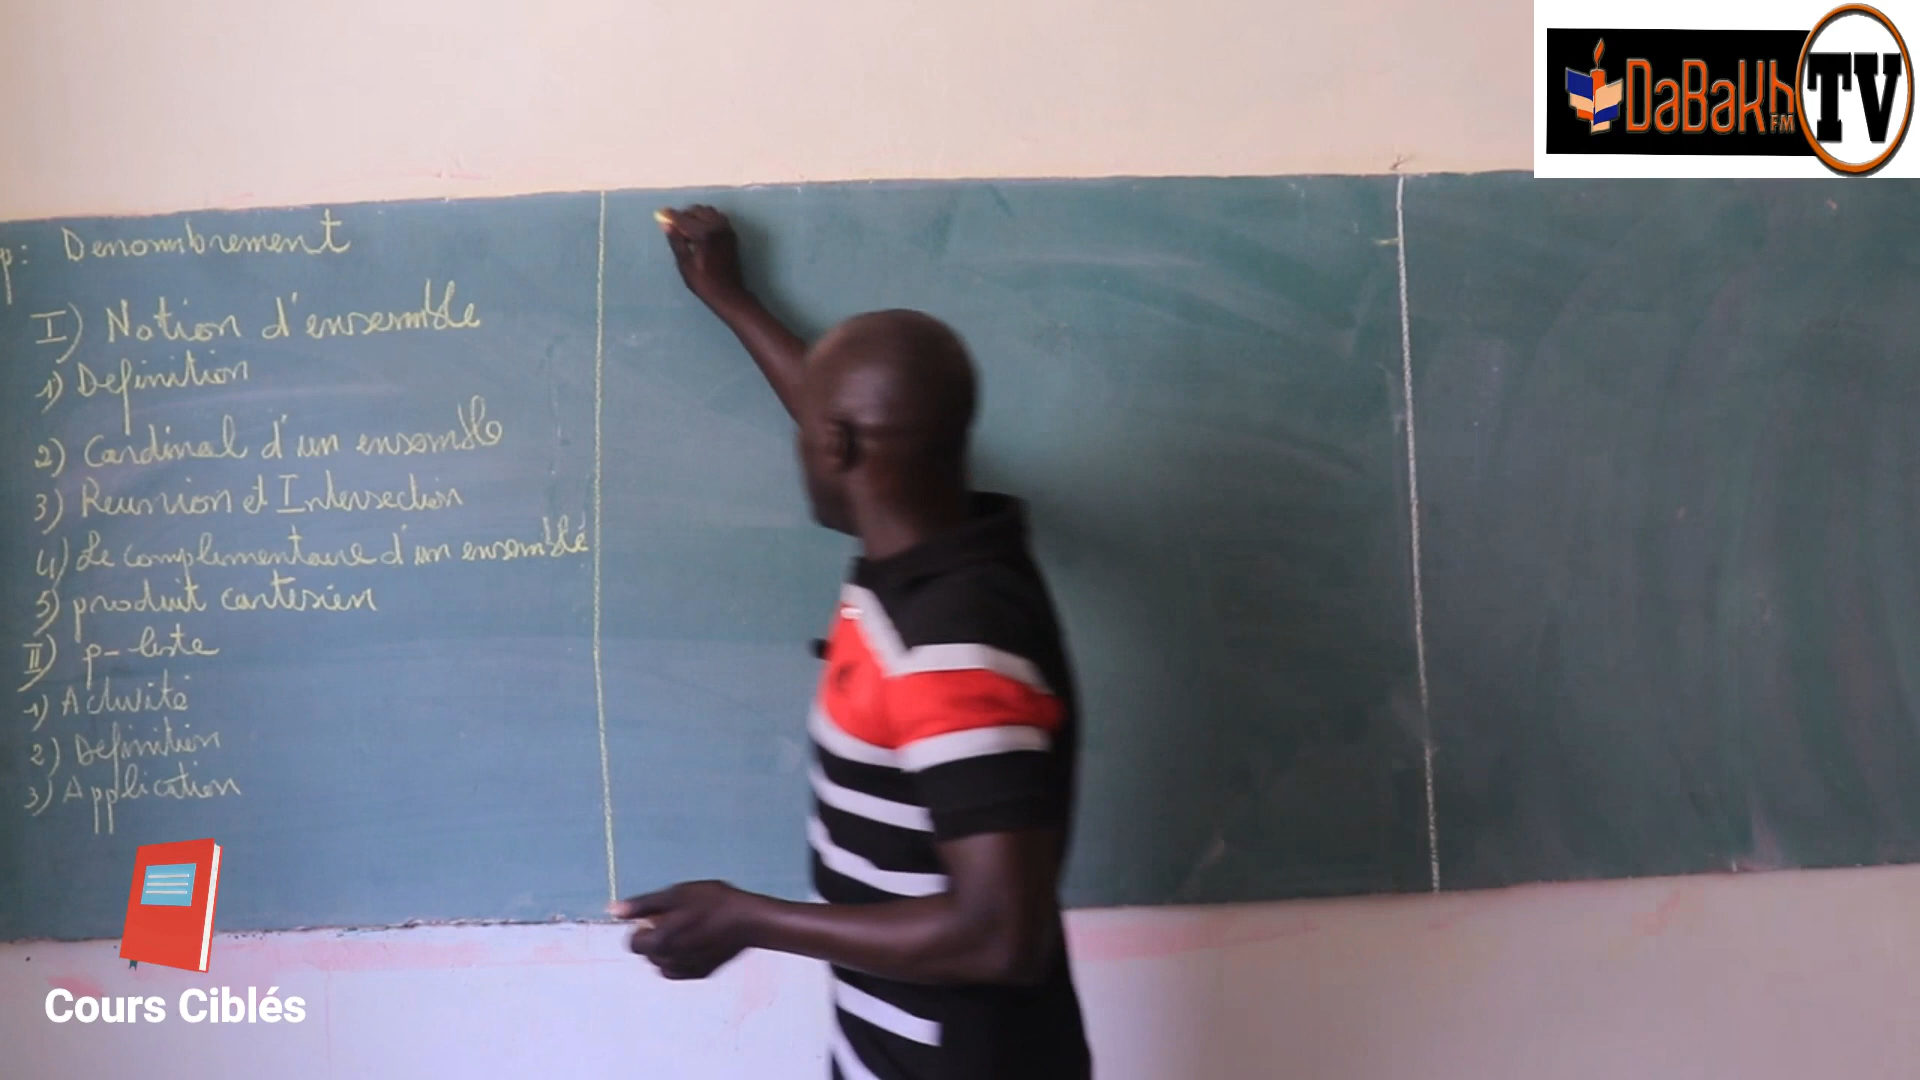 p: Denombrement
I) Notion d'ensemble
1) Definition
2) Cardinal d'un ensemble
3) Reunion et Intersection
4) Le complementaire d'un ensemble
5) produit cartesien
II) p-liste
1) Activité
2) Definition
3) Application
DaBaKh FM TV
Cours Ciblés